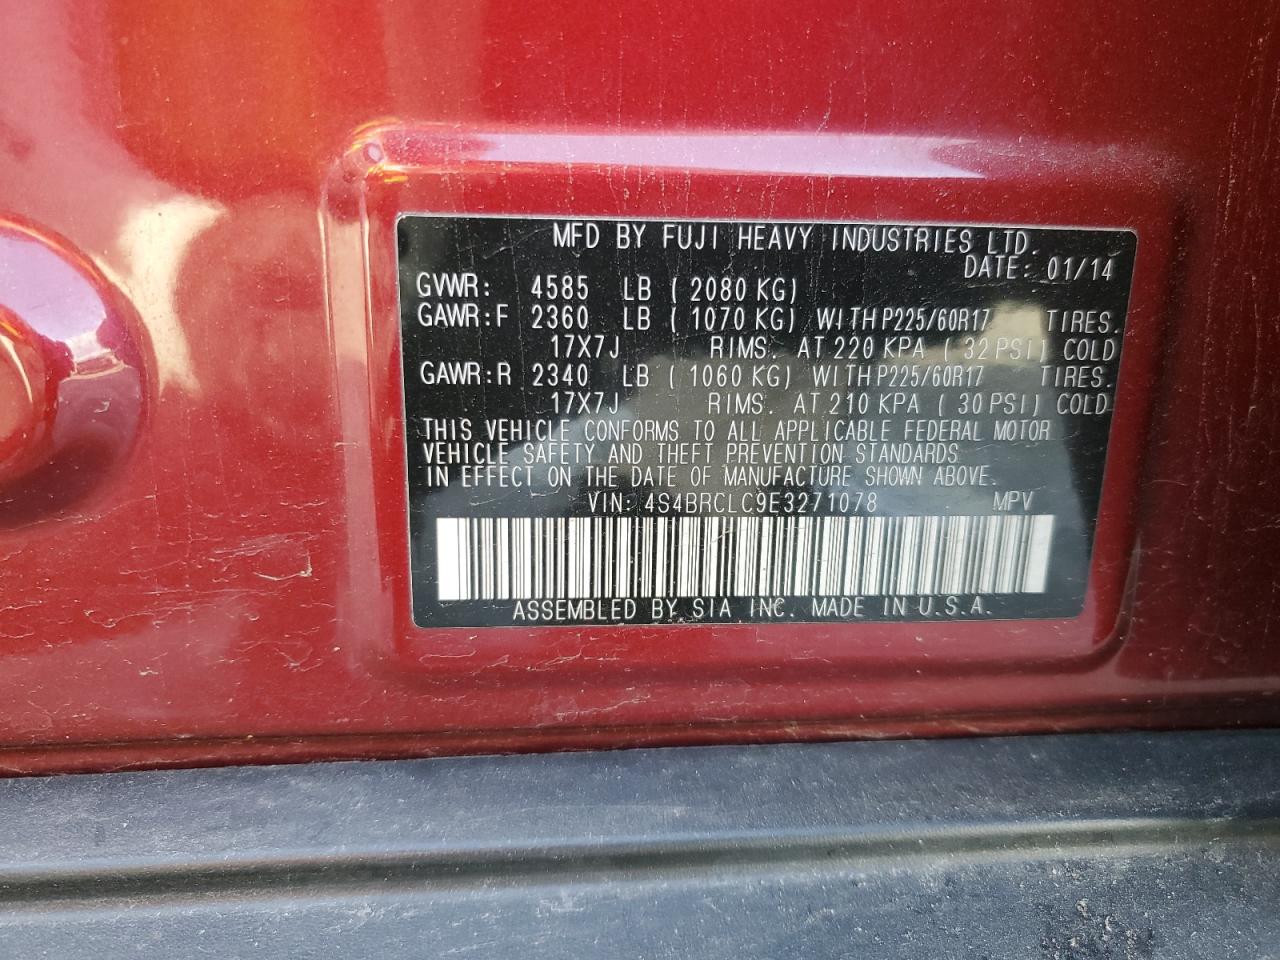 MFD BY FUJI HEAVY INDUSTRIES LTD.
DATE: 01/14
GVWR: 4585 LB ( 2080 KG)
GAWR:F 2360 LB ( 1070 KG) WITH P225/60R17 TIRES.
17X7J RIMS. AT 220 KPA ( 32 PSI) COLD
GAWR:R 2340 LB ( 1060 KG) WITH P225/60R17 TIRES.
17X7J RIMS. AT 210 KPA ( 30 PSI) COLD
THIS VEHICLE CONFORMS TO ALL APPLICABLE FEDERAL MOTOR
VEHICLE SAFETY AND THEFT PREVENTION STANDARDS
IN EFFECT ON THE DATE OF MANUFACTURE SHOWN ABOVE.
VIN: 4S4BRCLC9E3271078 MPV
ASSEMBLED BY SIA INC. MADE IN U.S.A.